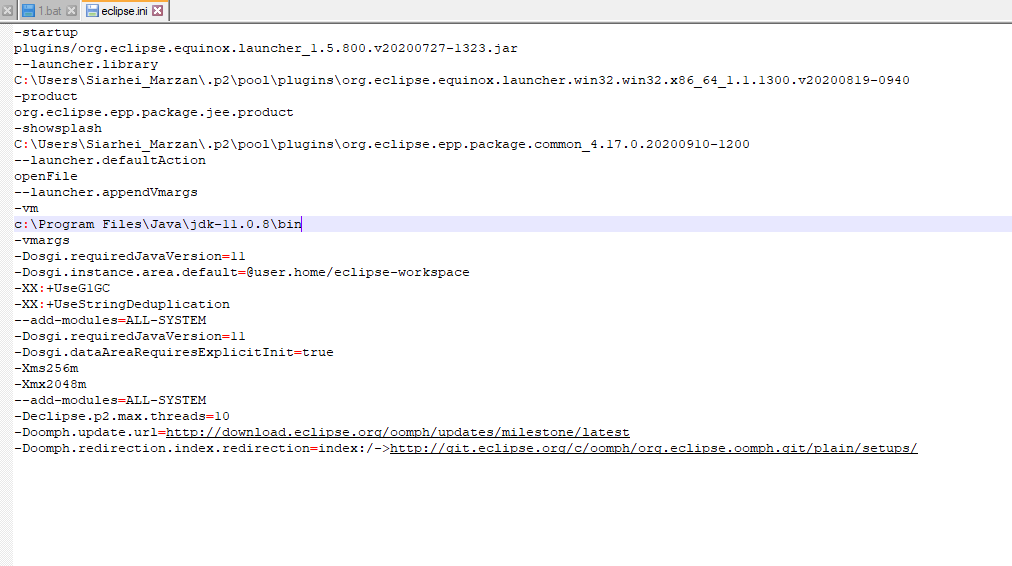 1.bat eclipse.ini
-startup
plugins/org.eclipse.equinox.launcher_1.5.800.v20200727-1323.jar
--launcher.library
C:\Users\Siarhei_Marzan\.p2\pool\plugins\org.eclipse.equinox.launcher.win32.win32.x86_64_1.1.1300.v20200819-0940
-product
org.eclipse.epp.package.jee.product
-showsplash
C:\Users\Siarhei_Marzan\.p2\pool\plugins\org.eclipse.epp.package.common_4.17.0.20200910-1200
--launcher.defaultAction
openFile
--launcher.appendVmargs
-vm
c:\Program Files\Java\jdk-11.0.8\bin
-vmargs
-Dosgi.requiredJavaVersion=11
-Dosgi.instance.area.default=@user.home/eclipse-workspace
-XX:+UseG1GC
-XX:+UseStringDeduplication
--add-modules=ALL-SYSTEM
-Dosgi.requiredJavaVersion=11
-Dosgi.dataAreaRequiresExplicitInit=true
-Xms256m
-Xmx2048m
--add-modules=ALL-SYSTEM
-Declipse.p2.max.threads=10
-Doomph.update.url=http://download.eclipse.org/oomph/updates/milestone/latest
-Doomph.redirection.index.redirection=index:/->http://git.eclipse.org/c/oomph/org.eclipse.oomph.git/plain/setups/